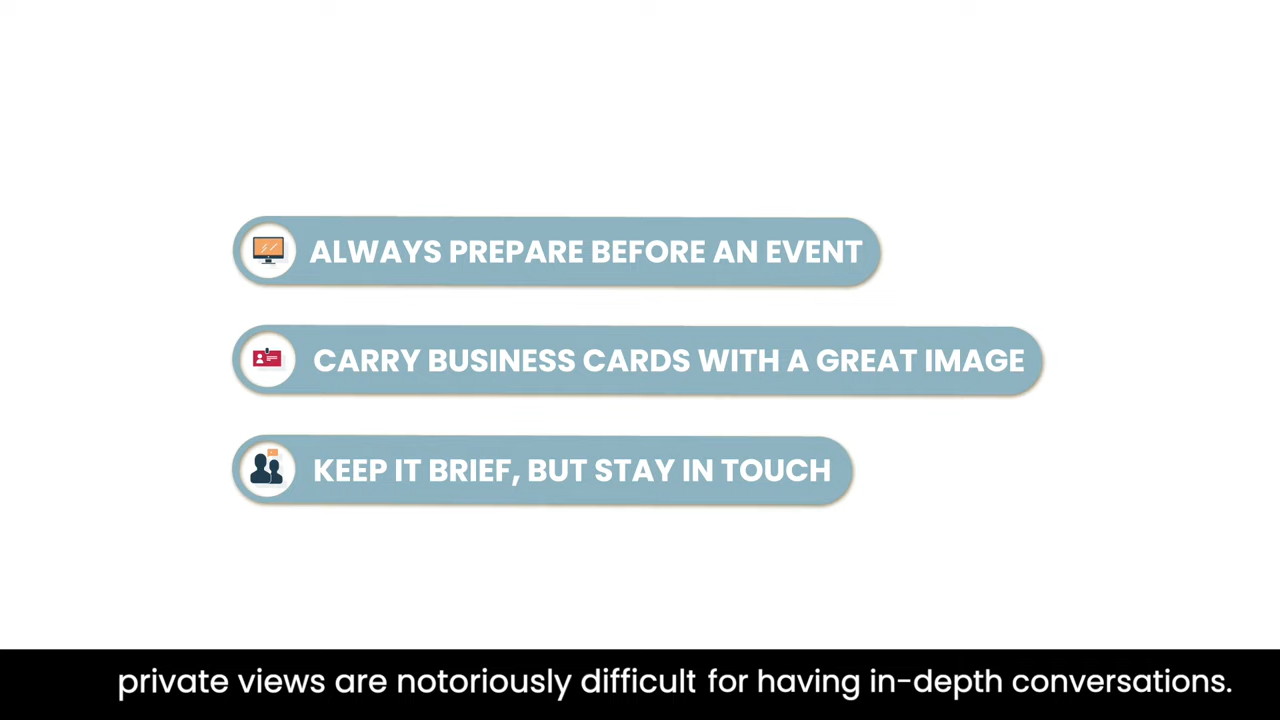 ALWAYS PREPARE BEFORE AN EVENT
CARRY BUSINESS CARDS WITH A GREAT IMAGE
KEEP IT BRIEF, BUT STAY IN TOUCH
private views are notoriously difficult for having in-depth conversations.